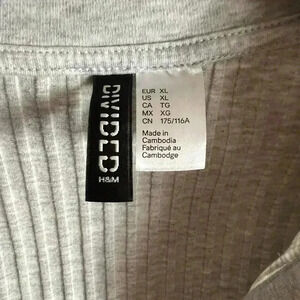 DIVIDED
H&M
EUR XL
US XL
CA TG
MX XG
CN 175/116A
Made in
Cambodia
Fabriqué au
Cambodge